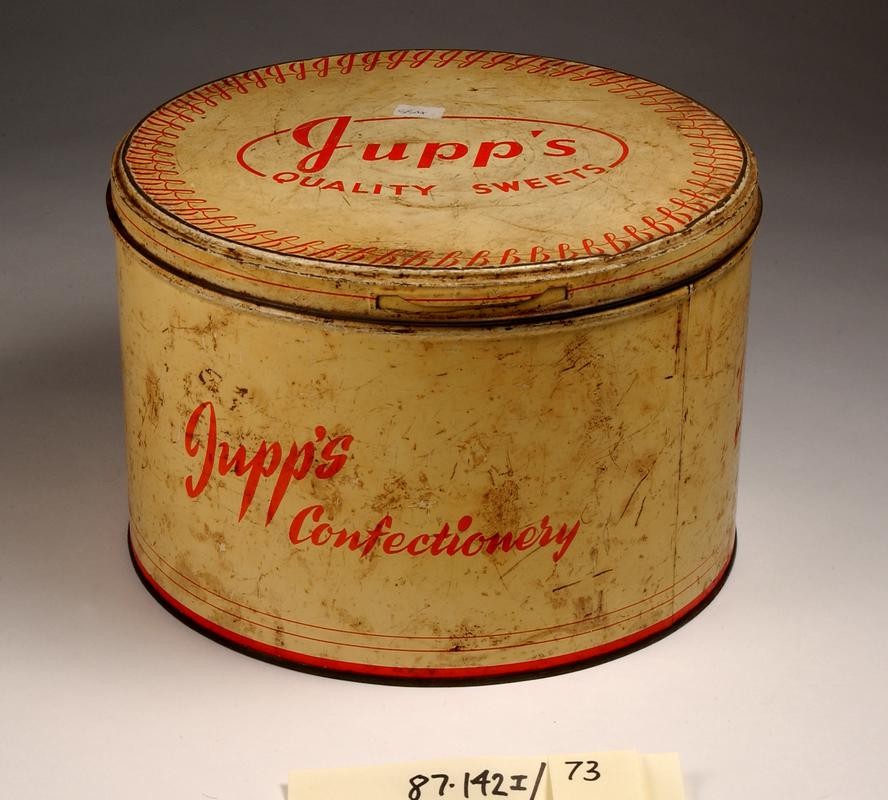 Jupp's
QUALITY SWEETS
Jupp's
Confectionery
87.142I/73